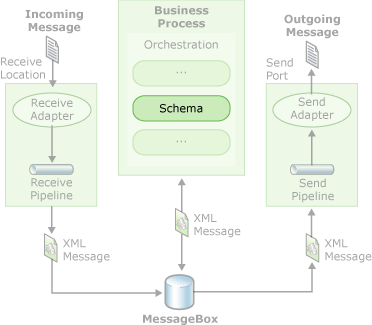 Incoming
Message
Receive
Location
Receive
Adapter
Receive
Pipeline
XML
Message
Business
Process
Orchestration
...
Schema
...
XML
Message
MessageBox
Outgoing
Message
Send
Port
Send
Adapter
Send
Pipeline
XML
Message